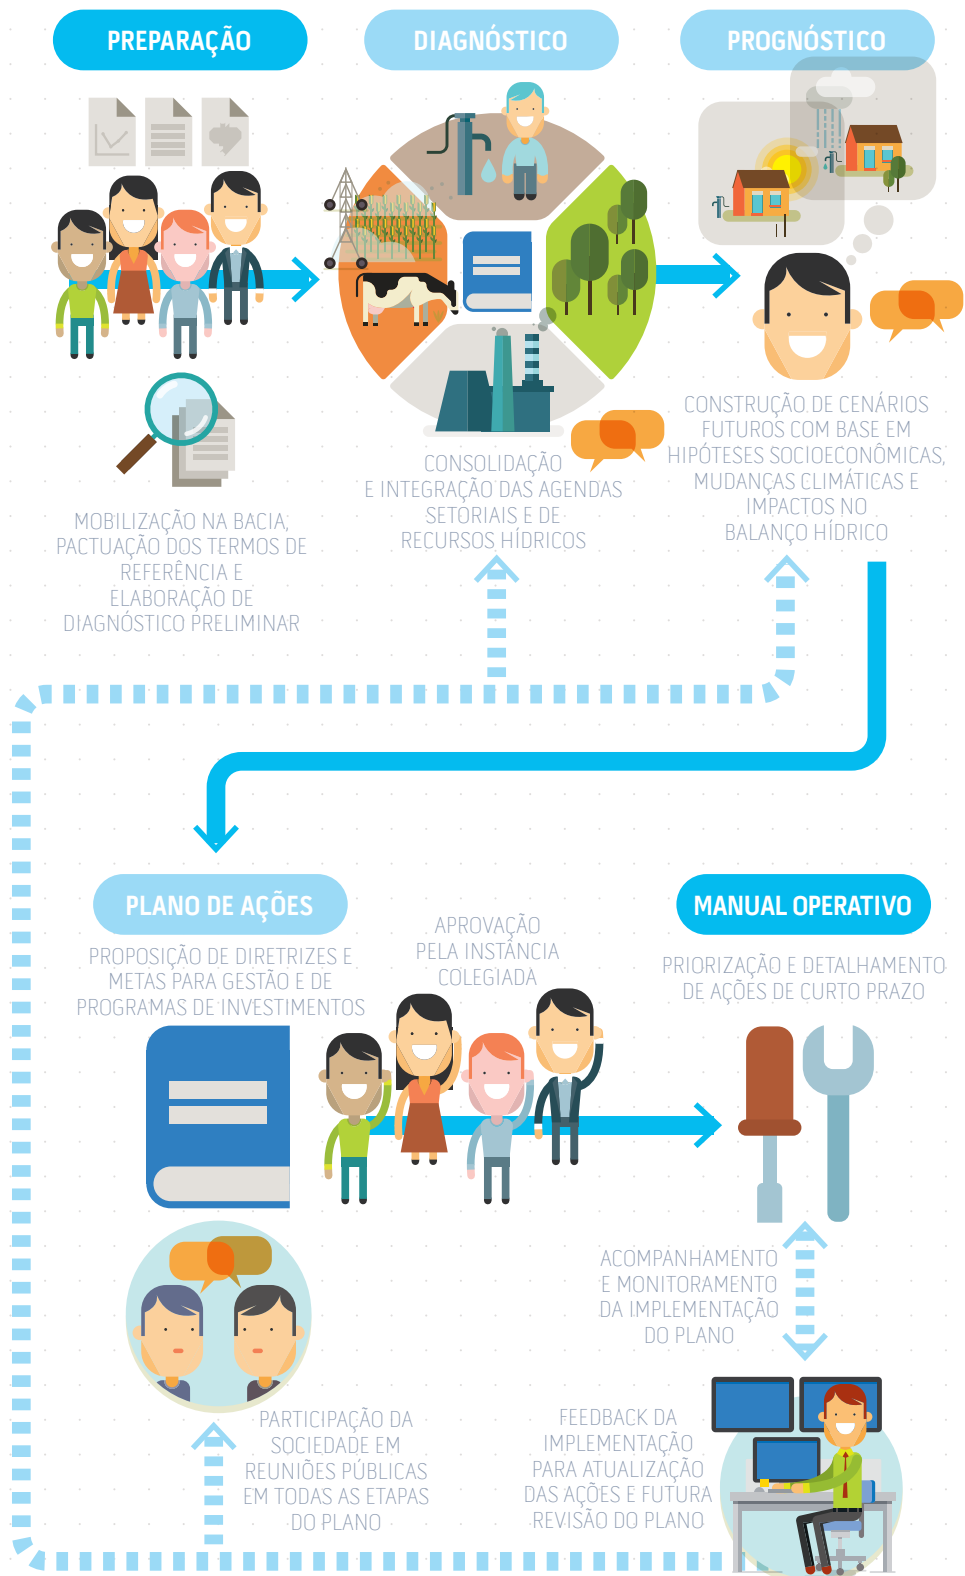 PREPARAÇÃO
DIAGNÓSTICO
PROGNÓSTICO
MOBILIZAÇÃO NA BACIA,
PACTUAÇÃO DOS TERMOS DE
REFERÊNCIA E
ELABORAÇÃO DE
DIAGNÓSTICO PRELIMINAR
CONSOLIDAÇÃO
E INTEGRAÇÃO DAS AGENDAS
SETORIAIS E DE
RECURSOS HÍDRICOS
CONSTRUÇÃO DE CENÁRIOS
FUTUROS COM BASE EM
HIPÓTESES SOCIOECONÔMICAS,
MUDANÇAS CLIMÁTICAS E
IMPACTOS NO
BALANÇO HÍDRICO
PLANO DE AÇÕES
PROPOSIÇÃO DE DIRETRIZES E
METAS PARA GESTÃO E DE
PROGRAMAS DE INVESTIMENTOS
APROVAÇÃO
PELA INSTÂNCIA
COLEGIADA
MANUAL OPERATIVO
PRIORIZAÇÃO E DETALHAMENTO
DE AÇÕES DE CURTO PRAZO
ACOMPANHAMENTO
E MONITORAMENTO
DA IMPLEMENTAÇÃO
DO PLANO
PARTICIPAÇÃO DA
SOCIEDADE EM
REUNIÕES PÚBLICAS
EM TODAS AS ETAPAS
DO PLANO
FEEDBACK DA
IMPLEMENTAÇÃO
PARA ATUALIZAÇÃO
DAS AÇÕES E FUTURA
REVISÃO DO PLANO